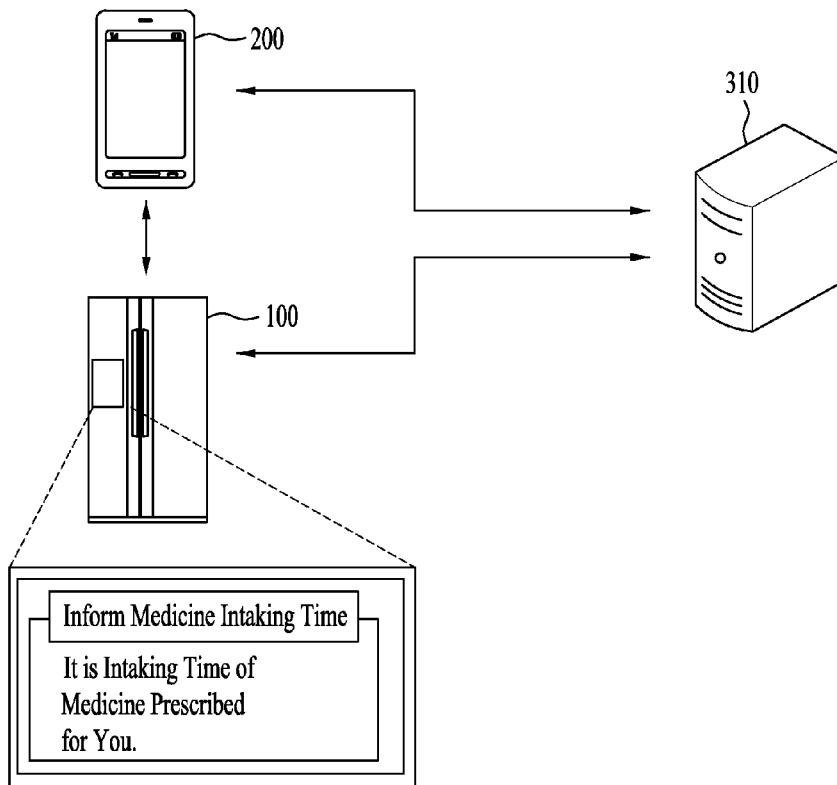 200
310
100
Inform Medicine Intaking Time
It is Intaking Time of
Medicine Prescribed
for You.